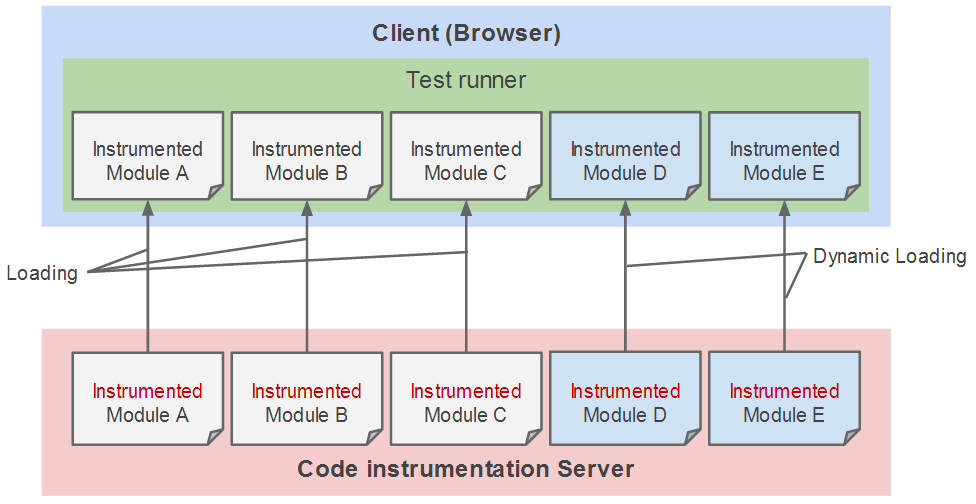 Client (Browser)
Test runner
Instrumented
Module A
Instrumented
Module B
Instrumented
Module C
Instrumented
Module D
Instrumented
Module E
Loading
Dynamic Loading
Instrumented
Module A
Instrumented
Module B
Instrumented
Module C
Instrumented
Module D
Instrumented
Module E
Code instrumentation Server